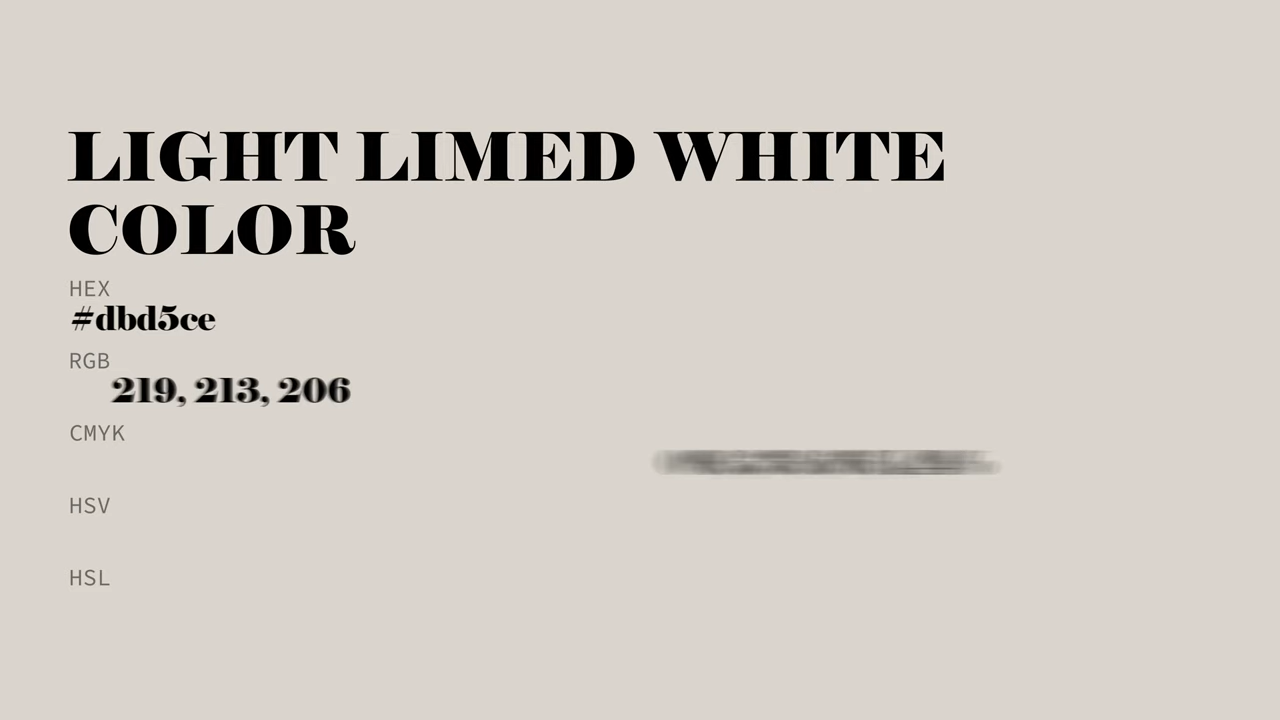 LIGHT LIMED WHITE
COLOR
HEX
#dbd5ce
RGB
219, 213, 206
CMYK
HSV
HSL